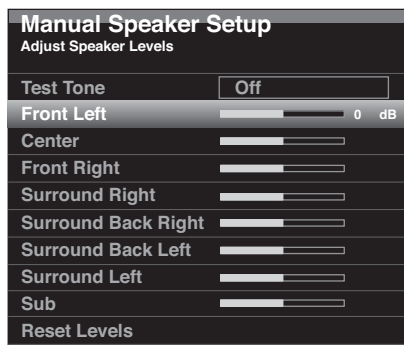 Manual Speaker Setup
Adjust Speaker Levels
Test Tone Off
Front Left 0 dB
Center
Front Right
Surround Right
Surround Back Right
Surround Back Left
Surround Left
Sub
Reset Levels